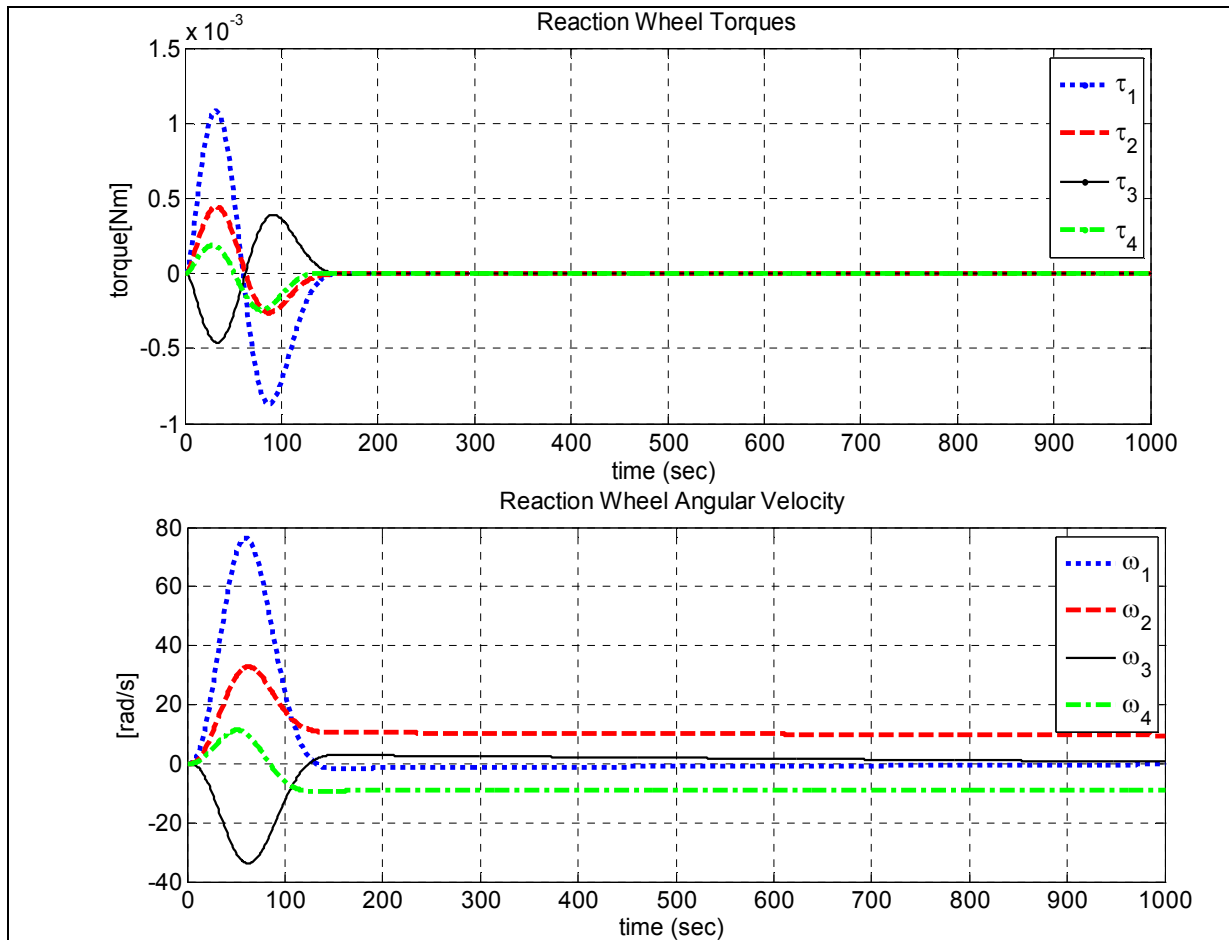 x 10⁻³
Reaction Wheel Torques
1.5
1
0.5
0
-0.5
-1
torque[Nm]
τ₁
τ₂
τ₃
τ₄
0 100 200 300 400 500 600 700 800 900 1000
time (sec)
Reaction Wheel Angular Velocity
80
60
40
20
0
-20
-40
[rad/s]
ω₁
ω₂
ω₃
ω₄
0 100 200 300 400 500 600 700 800 900 1000
time (sec)